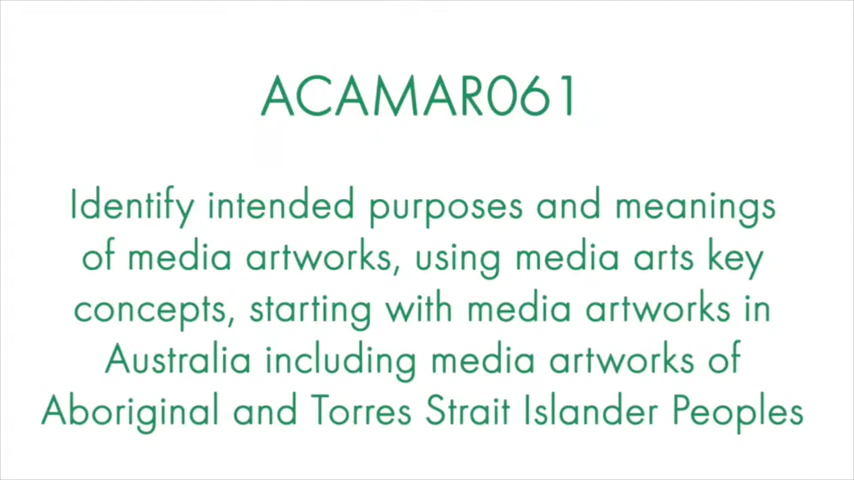 ACAMAR061
Identify intended purposes and meanings
of media artworks, using media arts key
concepts, starting with media artworks in
Australia including media artworks of
Aboriginal and Torres Strait Islander Peoples